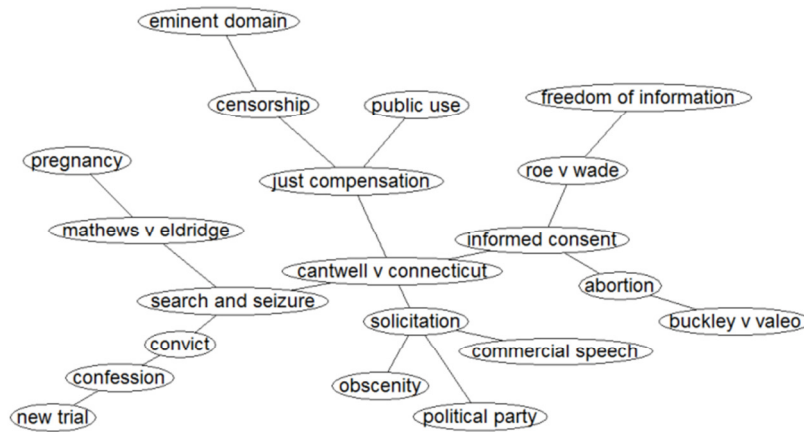 eminent domain
censorship
public use
freedom of information
pregnancy
just compensation
roe v wade
mathews v eldridge
informed consent
cantwell v connecticut
abortion
search and seizure
solicitation
buckley v valeo
convict
commercial speech
confession
obscenity
new trial
political party